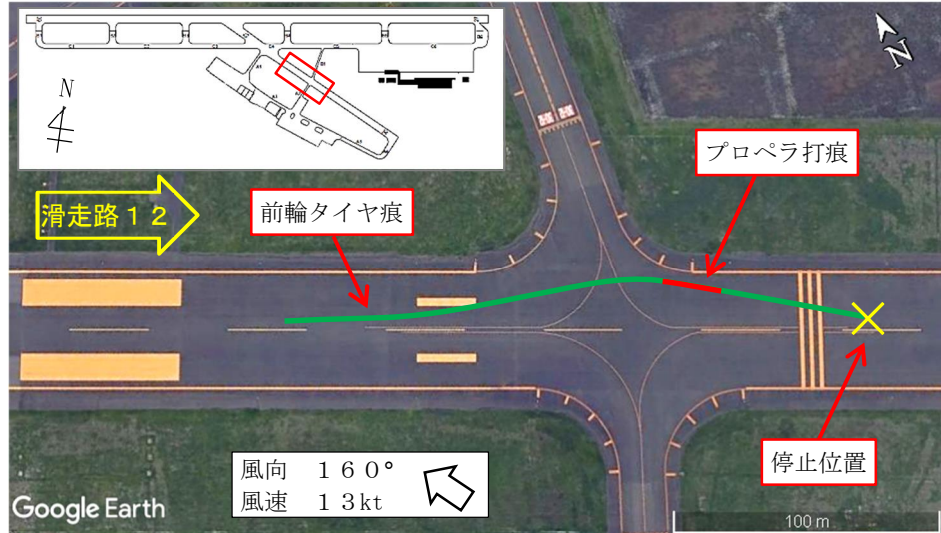 N
N
滑走路１２
前輪タイヤ痕
プロペラ打痕
停止位置
風向　１６０°
風速　１３kt
Google Earth
100 m